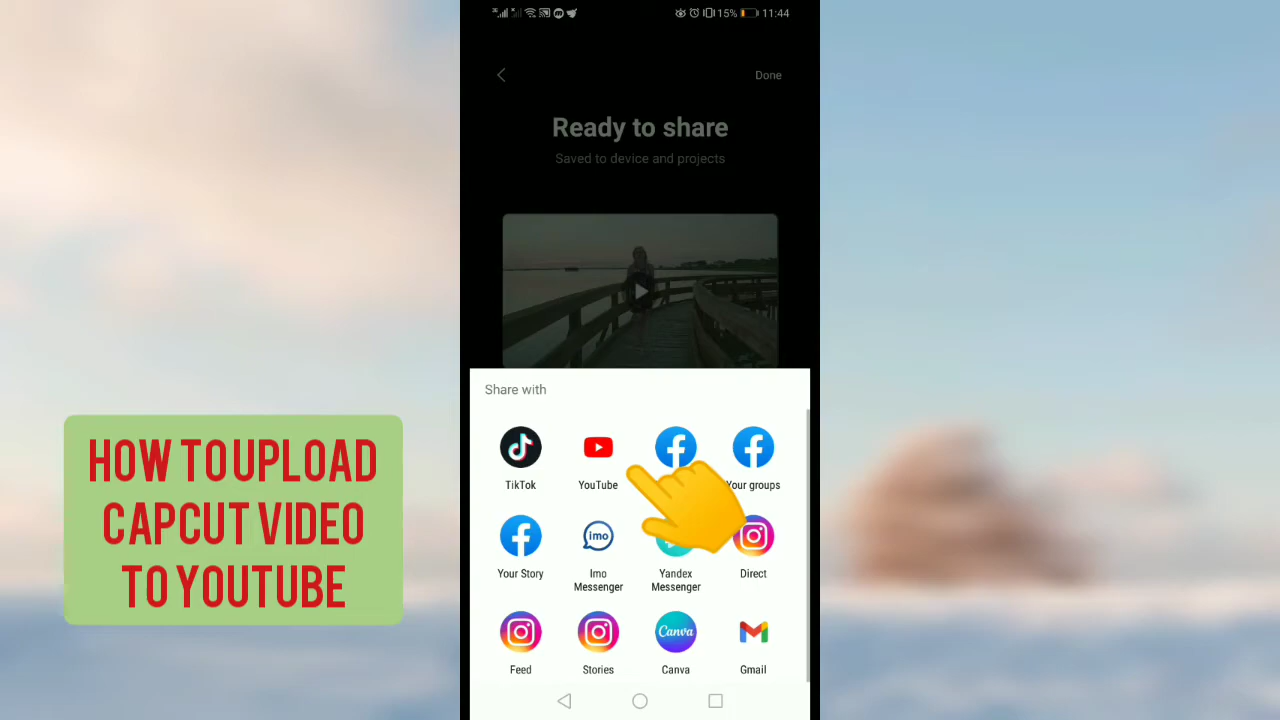 15% 11:44
Done
Ready to share
Saved to device and projects
Share with
TikTok
YouTube
Your groups
Your Story
imo
Imo
Messenger
Yandex
Messenger
Direct
Feed
Stories
Canva
Canva
Gmail
HOW TO UPLOAD
CAPCUT VIDEO
TO YOUTUBE